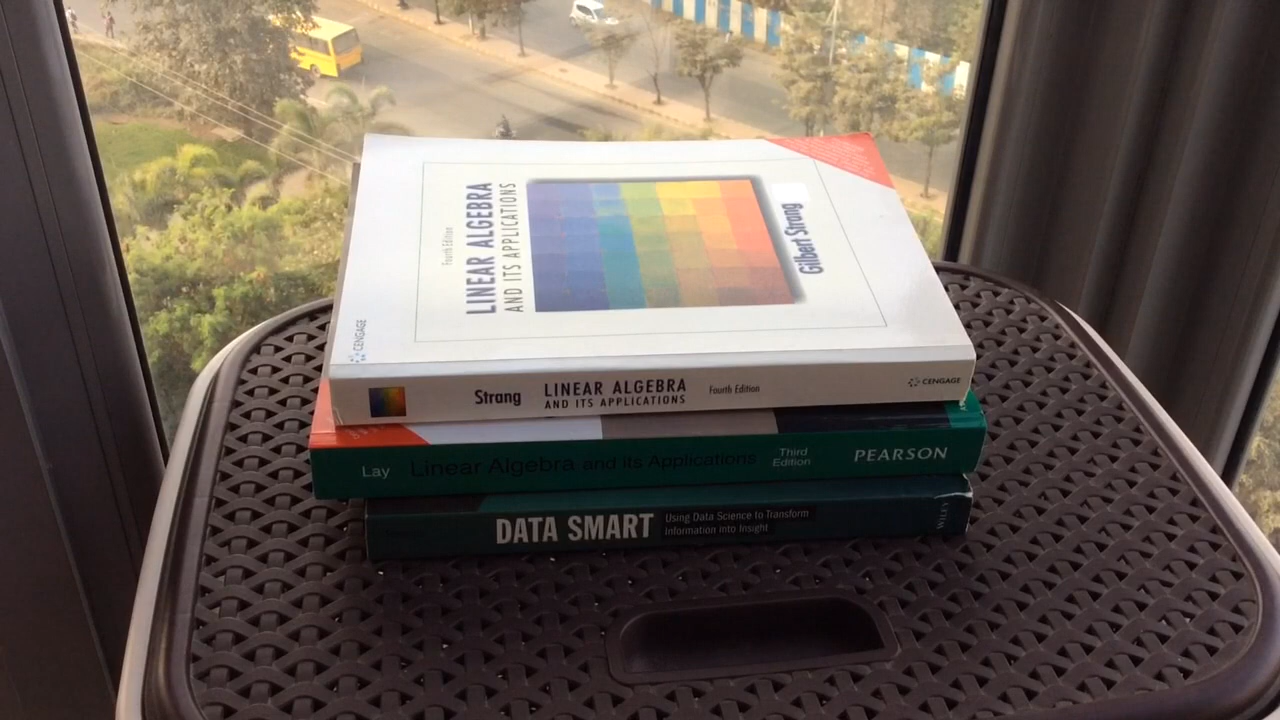 Fourth Edition
LINEAR ALGEBRA
AND ITS APPLICATIONS
Gilbert Strang
CENGAGE
Strang
LINEAR ALGEBRA
AND ITS APPLICATIONS
Fourth Edition
CENGAGE
Lay
Linear Algebra and its Applications
Third
Edition
PEARSON
DATA SMART
Using Data Science to Transform
Information into Insight
WILEY